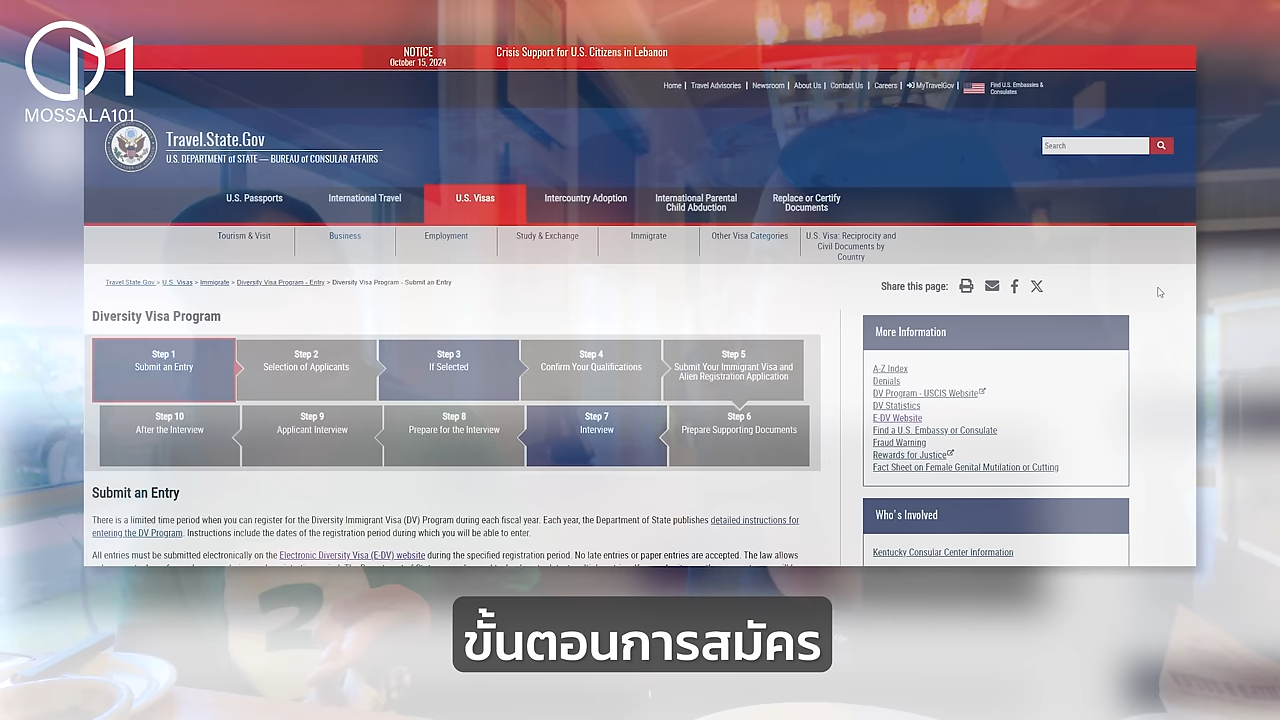 MOSSALA101
NOTICE
October 15, 2024
Crisis Support for U.S. Citizens in Lebanon
Home | Travel Advisories | Newsroom | About Us | Contact Us | Careers | MyTravelGov |
Find U.S. Embassies &
Consulates
Travel.State.Gov
U.S. DEPARTMENT of STATE — BUREAU of CONSULAR AFFAIRS
Search
U.S. Passports
International Travel
U.S. Visas
Intercountry Adoption
International Parental
Child Abduction
Replace or Certify
Documents
Tourism & Visit
Business
Employment
Study & Exchange
Immigrate
Other Visa Categories
U.S. Visa: Reciprocity and
Civil Documents by
Country
Travel.State.Gov > U.S. Visas > Immigrate > Diversity Visa Program - Entry > Diversity Visa Program - Submit an Entry
Share this page:
Diversity Visa Program
Step 1
Submit an Entry
Step 2
Selection of Applicants
Step 3
If Selected
Step 4
Confirm Your Qualifications
Step 5
Submit Your Immigrant Visa and
Alien Registration Application
Step 10
After the Interview
Step 9
Applicant Interview
Step 8
Prepare for the Interview
Step 7
Interview
Step 6
Prepare Supporting Documents
Submit an Entry
There is a limited time period when you can register for the Diversity Immigrant Visa (DV) Program during each fiscal year. Each year, the Department of State publishes detailed instructions for
entering the DV Program. Instructions include the dates of the registration period during which you will be able to enter.
All entries must be submitted electronically on the Electronic Diversity Visa (E-DV) website during the specified registration period. No late entries or paper entries are accepted. The law allows
More Information
A-Z Index
Denials
DV Program - USCIS Website
DV Statistics
E-DV Website
Find a U.S. Embassy or Consulate
Fraud Warning
Rewards for Justice
Fact Sheet on Female Genital Mutilation or Cutting
Who's Involved
Kentucky Consular Center Information
ขั้นตอนการสมัคร